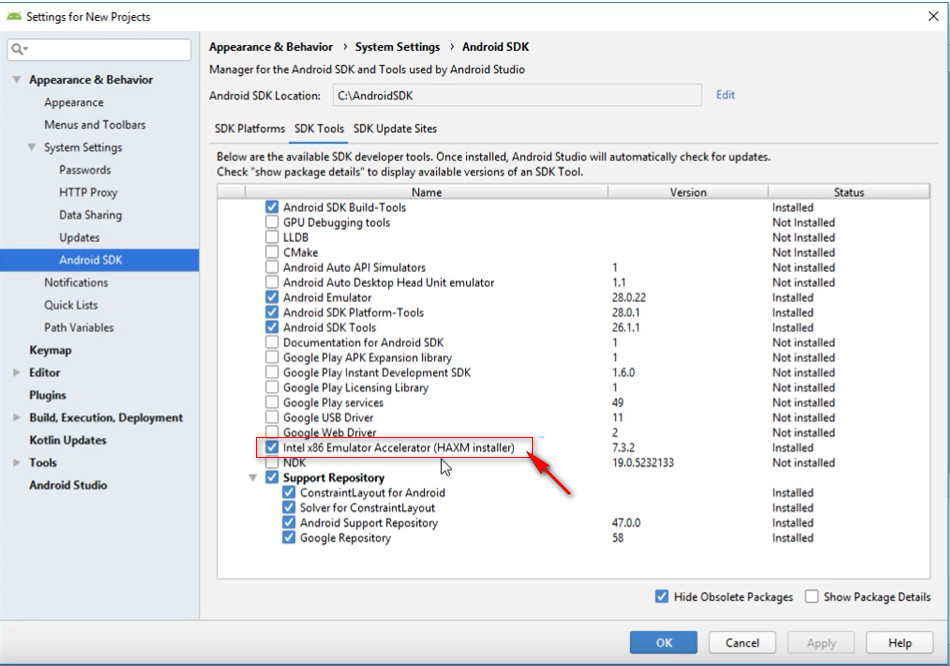 Settings for New Projects
Appearance & Behavior
Appearance
Menus and Toolbars
System Settings
Passwords
HTTP Proxy
Data Sharing
Updates
Android SDK
Notifications
Quick Lists
Path Variables
Keymap
Editor
Plugins
Build, Execution, Deployment
Kotlin Updates
Tools
Android Studio
Appearance & Behavior › System Settings › Android SDK
Manager for the Android SDK and Tools used by Android Studio
Android SDK Location: C:\AndroidSDK Edit
SDK Platforms SDK Tools SDK Update Sites
Below are the available SDK developer tools. Once installed, Android Studio will automatically check for updates.
Check "show package details" to display available versions of an SDK Tool.
Name Version Status
Android SDK Build-Tools Installed
GPU Debugging tools Not Installed
LLDB Not Installed
CMake Not Installed
Android Auto API Simulators 1 Not installed
Android Auto Desktop Head Unit emulator 1.1 Not installed
Android Emulator 28.0.22 Installed
Android SDK Platform-Tools 28.0.1 Installed
Android SDK Tools 26.1.1 Installed
Documentation for Android SDK 1 Not installed
Google Play APK Expansion library 1 Not installed
Google Play Instant Development SDK 1.6.0 Not installed
Google Play Licensing Library 1 Not installed
Google Play services 49 Not installed
Google USB Driver 11 Not installed
Google Web Driver 2 Not installed
Intel x86 Emulator Accelerator (HAXM installer) 7.3.2 Installed
NDK 19.0.5232133 Not installed
Support Repository
ConstraintLayout for Android Installed
Solver for ConstraintLayout Installed
Android Support Repository 47.0.0 Installed
Google Repository 58 Installed
Hide Obsolete Packages Show Package Details
OK Cancel Apply Help